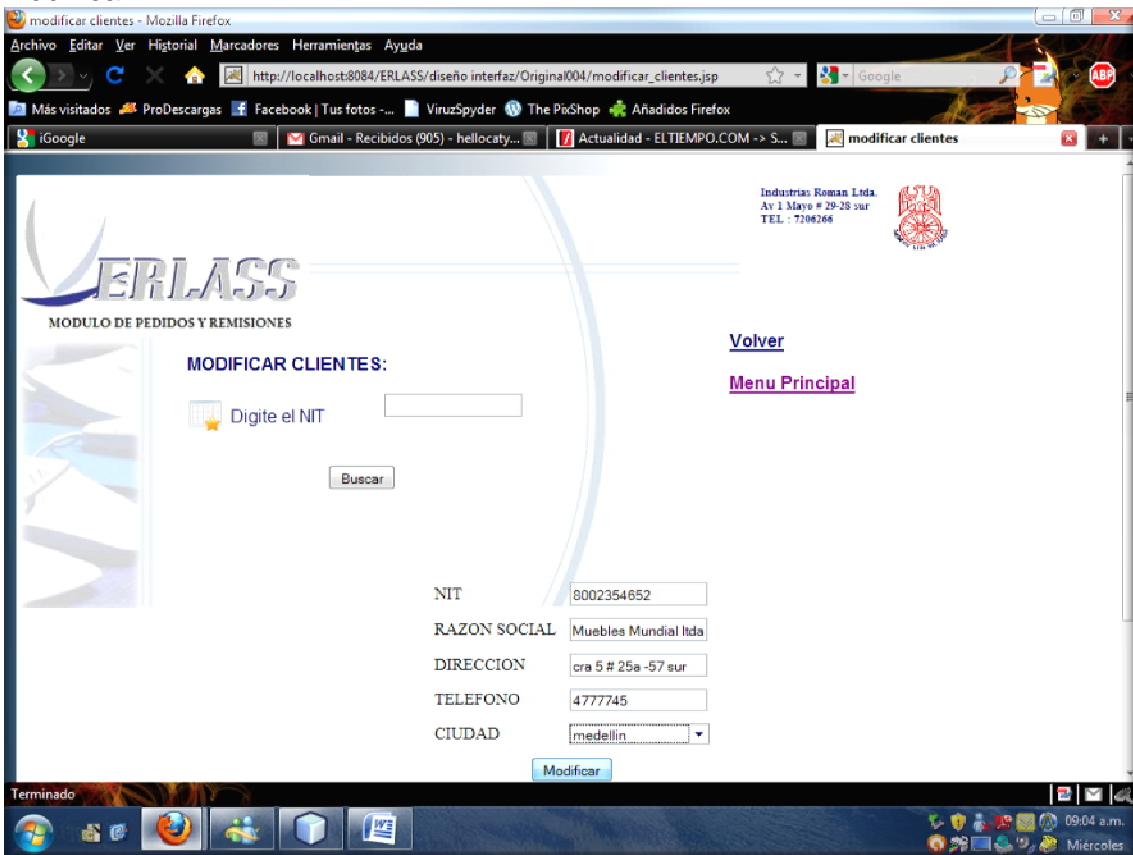 modificar clientes - Mozilla Firefox
Archivo Editar Ver Historial Marcadores Herramientas Ayuda
http://localhost:8084/ERLASS/diseño interfaz/Original004/modificar_clientes.jsp
Google
ABP
Más visitados ProDescargas Facebook | Tus fotos -... ViruzSpyder The PixShop Añadidos Firefox
iGoogle
Gmail - Recibidos (905) - hellocaty...
Actualidad - ELTIEMPO.COM -> S...
modificar clientes
Industrias Roman Ltda.
Av 1 Mayo # 29-28 sur
TEL : 7206266
ERLASS
MODULO DE PEDIDOS Y REMISIONES
Volver
MODIFICAR CLIENTES:
Menu Principal
Digite el NIT
Buscar
NIT 8002354652
RAZON SOCIAL Muebles Mundial ltda
DIRECCION cra 5 # 25a -57 sur
TELEFONO 4777745
CIUDAD medellin
Modificar
Terminado
09:04 a.m.
Miércoles